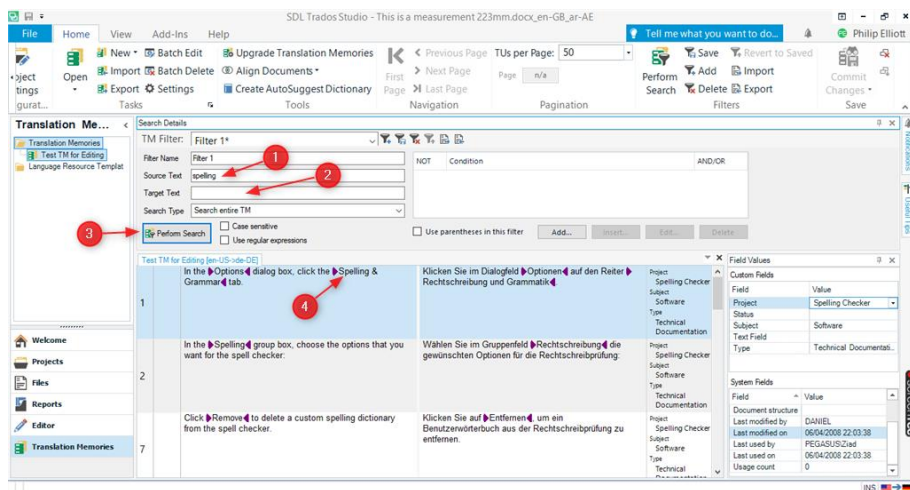 SDL Trados Studio - This is a measurement 223mm.docx_en-GB_ar-AE
File Home View Add-Ins Help
Tell me what you want to do...
Philip Elliott
New Batch Edit Upgrade Translation Memories
Import Batch Delete Align Documents
Export Settings Create AutoSuggest Dictionary
oject
tings
Open
First
Page
Previous Page
Next Page
Last Page
TUs per Page: 50
Page n/a
Perform
Search
Save Revert to Saved
Add Import
Delete Export
Commit
Changes
gurat... Tasks Tools Navigation Pagination Filters Save
Translation Me...
Translation Memories
Test TM for Editing
Language Resource Templat
Search Details
TM Filter: Filter 1*
Filter Name Filter 1
Source Text spelling
Target Text
Search Type Search entire TM
Perform Search
Case sensitive
Use regular expressions
1
2
3
4
NOT Condition AND/OR
Use parentheses in this filter Add... Insert... Edit... Delete
Notifications
Useful Tips
Test TM for Editing [en-US->de-DE]
1
In the Options dialog box, click the Spelling &
Grammar tab.
Klicken Sie im Dialogfeld Optionen auf den Reiter
Rechtschreibung und Grammatik.
Project
Spelling Checker
Subject
Software
Type
Technical
Documentation
2
In the Spelling group box, choose the options that you
want for the spell checker:
Wählen Sie im Gruppenfeld Rechtschreibung die
gewünschten Optionen für die Rechtschreibprüfung:
Project
Spelling Checker
Subject
Software
Type
Technical
Documentation
7
Click Remove to delete a custom spelling dictionary
from the spell checker.
Klicken Sie auf Entfernen, um ein
Benutzerwörterbuch aus der Rechtschreibprüfung zu
entfernen.
Project
Spelling Checker
Subject
Software
Type
Technical
Field Values
Custom Fields
Field Value
Project Spelling Checker
Status
Subject Software
Text Field
Type Technical Documentati..
System Fields
Field Value
Document structure
Last modified by DANIEL
Last modified on 06/04/2008 22:03:38
Last used by PEGASUS\Ziad
Last used on 06/04/2008 22:03:38
Usage count 0
Welcome
Projects
Files
Reports
Editor
Translation Memories
INS